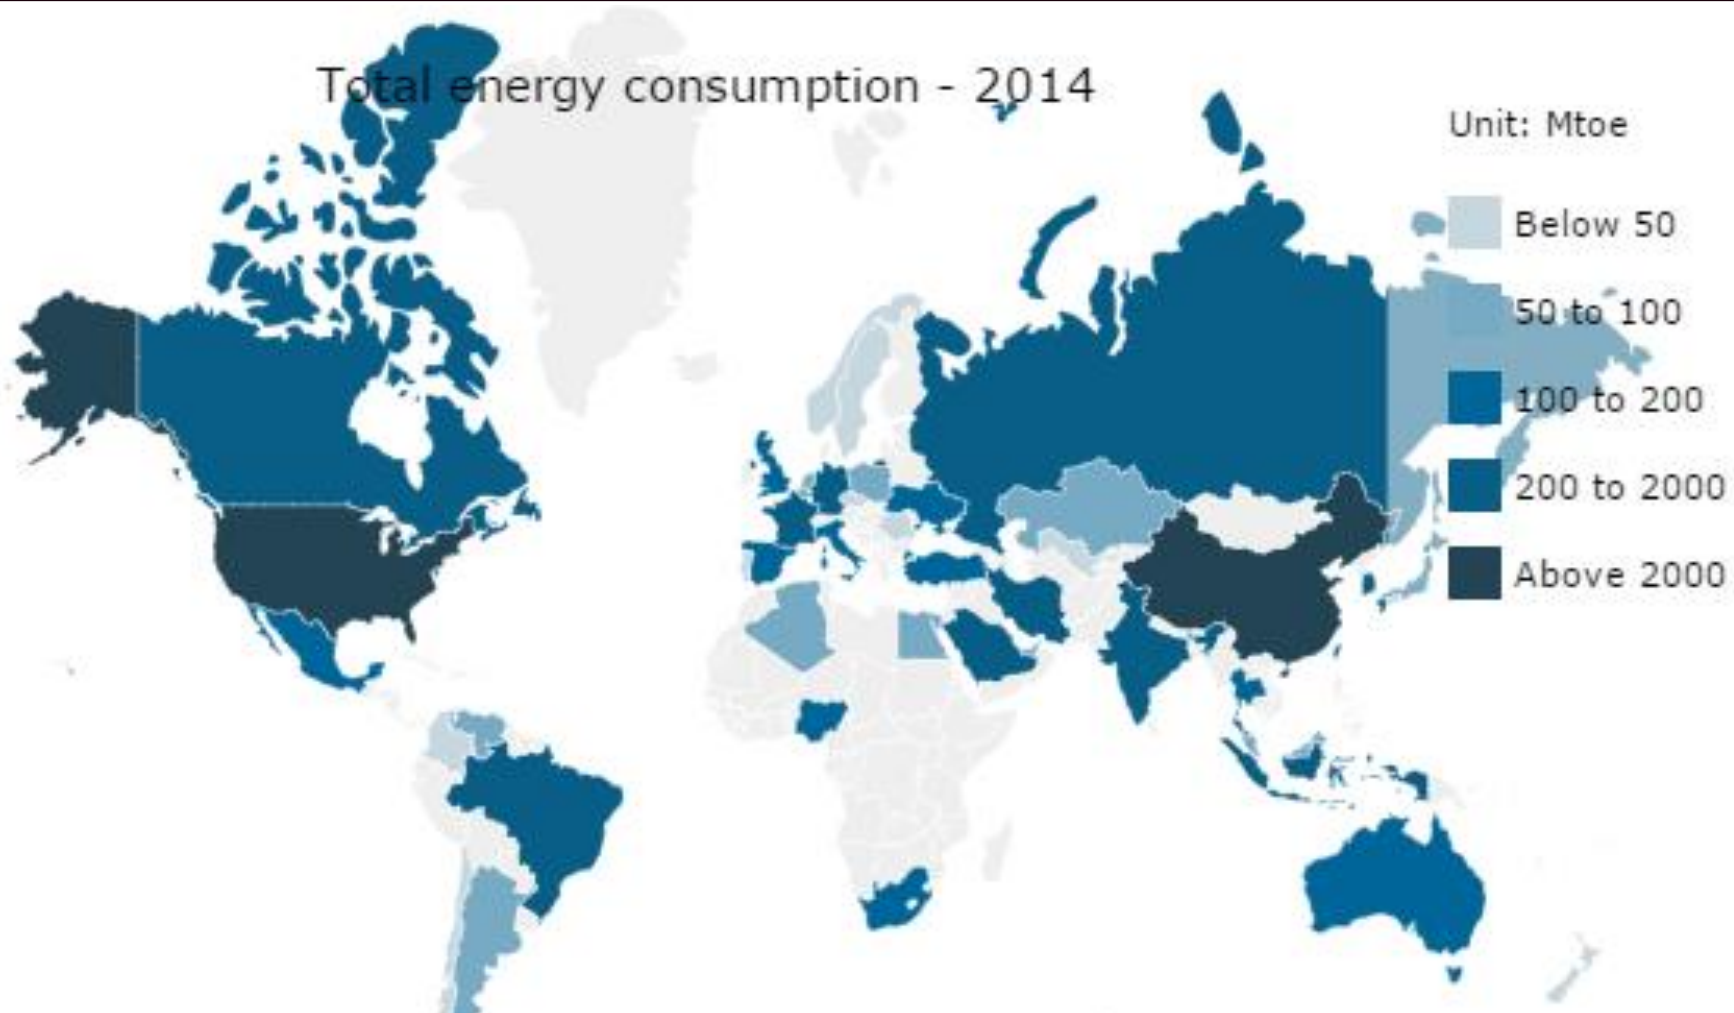 Total energy consumption - 2014
Unit: Mtoe
Below 50
50 to 100
100 to 200
200 to 2000
Above 2000